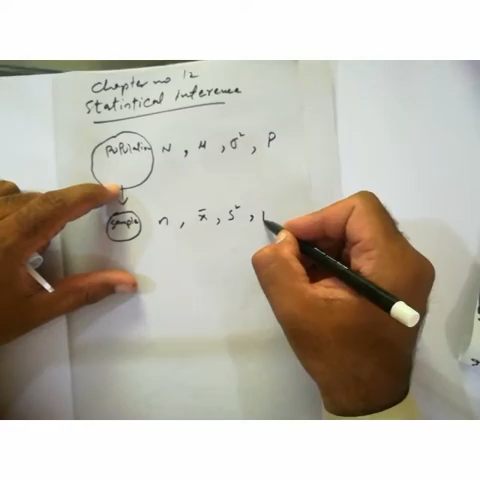 Chapter no 12
Statistical Inference
Population N , μ , σ² , P
Sample n , x̄ , s² ,